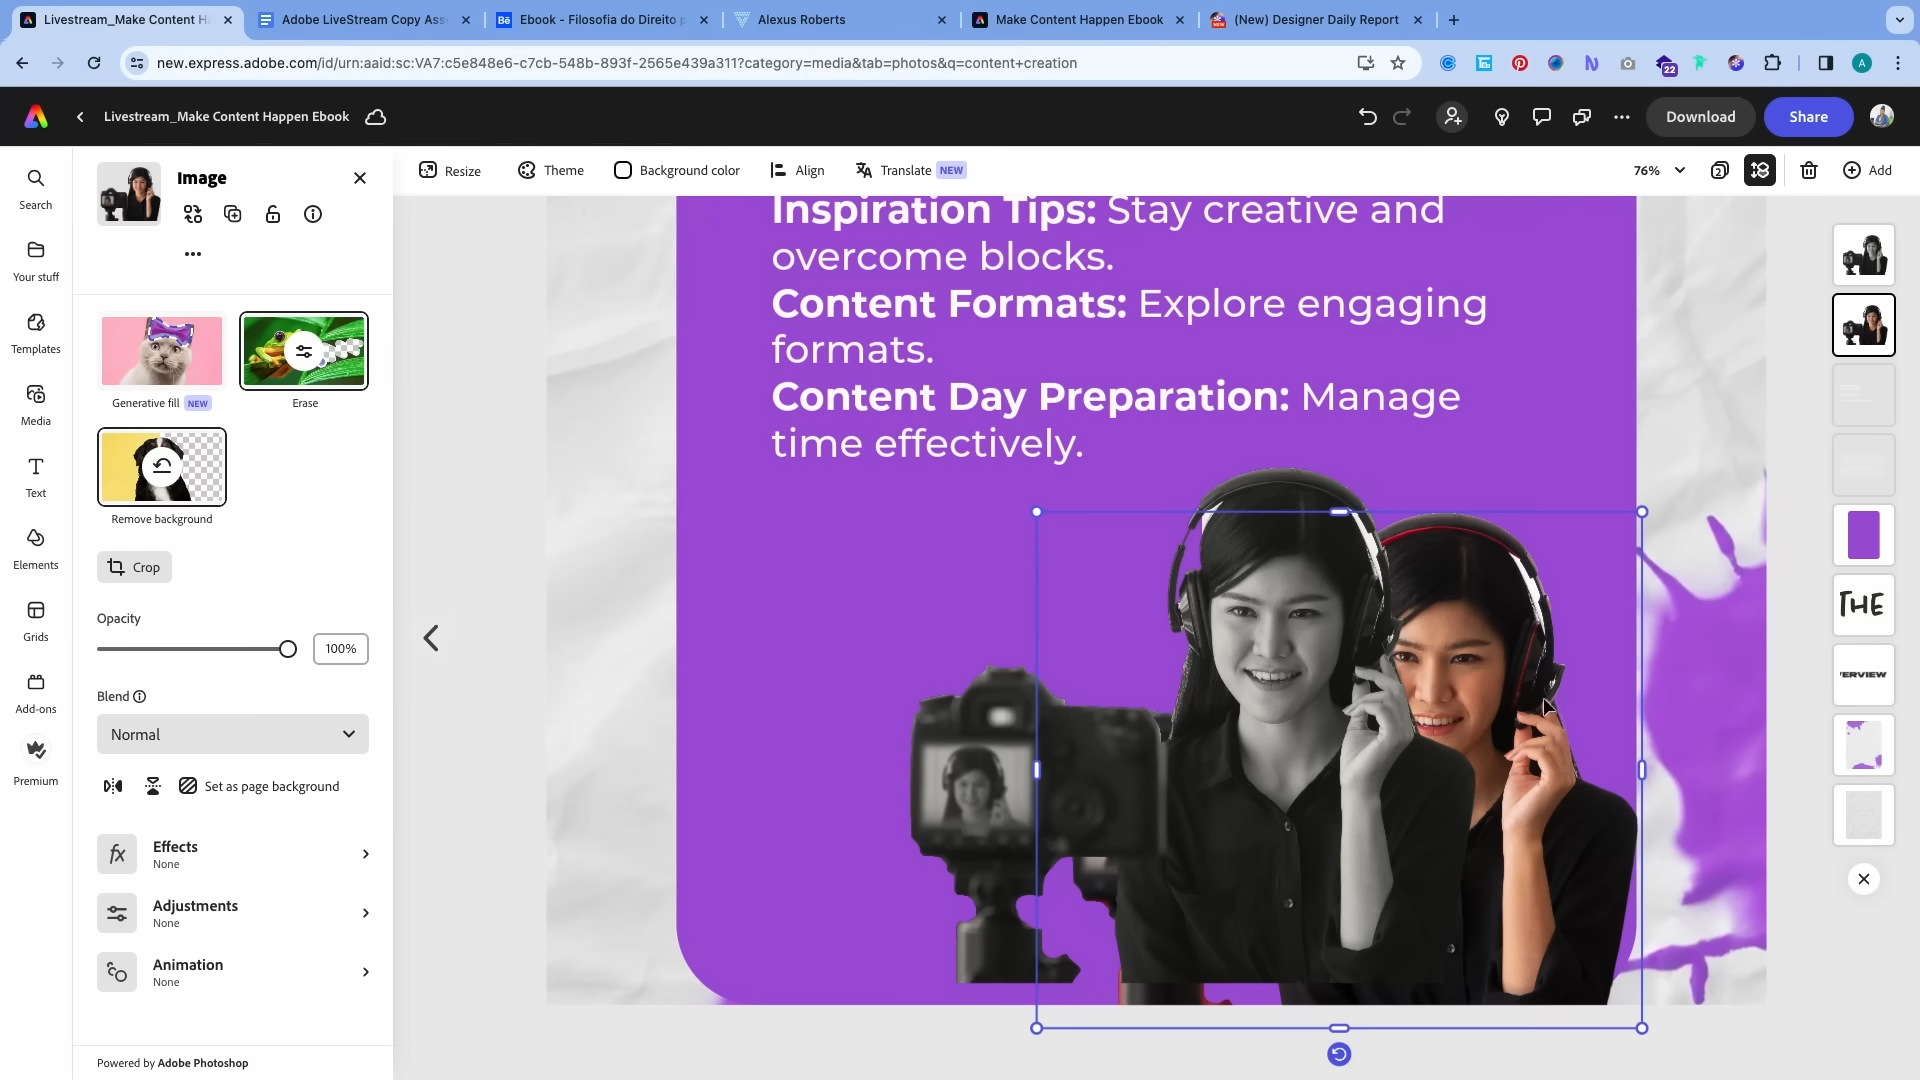 Livestream_Make Content H
Adobe LiveStream Copy Ass
Bē
Ebook - Filosofia do Direito p
Alexus Roberts
Make Content Happen Ebook
(New) Designer Daily Report
new.express.adobe.com/id/urn:aaid:sc:VA7:c5e848e6-c7cb-548b-893f-2565e439a311?category=media&tab=photos&q=content+creation
22
A
Livestream_Make Content Happen Ebook
Download
Share
Search
Your stuff
Templates
Media
Text
Elements
Grids
Add-ons
Premium
Image
Generative fill NEW
Erase
Remove background
Crop
Opacity
100%
Blend
Normal
Set as page background
Effects
None
Adjustments
None
Animation
None
Powered by Adobe Photoshop
Resize
Theme
Background color
Align
Translate NEW
76%
2
Add
Inspiration Tips: Stay creative and
overcome blocks.
Content Formats: Explore engaging
formats.
Content Day Preparation: Manage
time effectively.
THE
ERVIEW